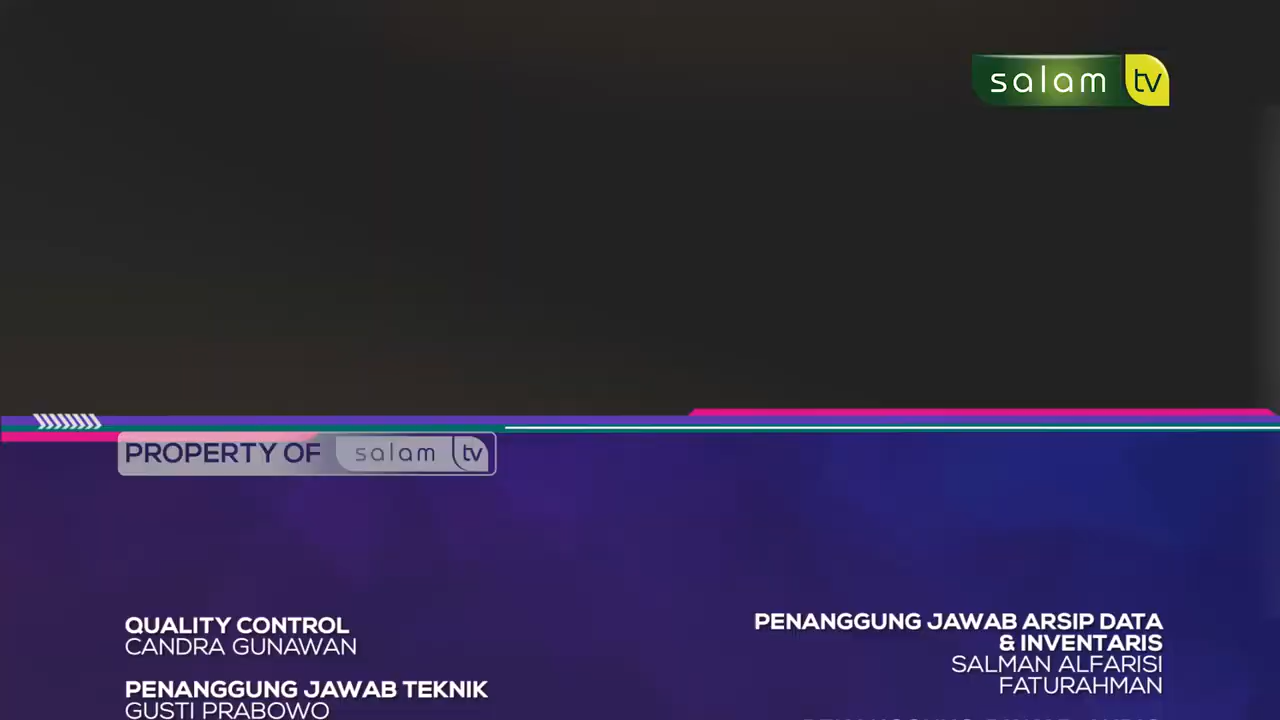 salam tv
PROPERTY OF salam tv
QUALITY CONTROL
CANDRA GUNAWAN
PENANGGUNG JAWAB TEKNIK
GUSTI PRABOWO
PENANGGUNG JAWAB ARSIP DATA
& INVENTARIS
SALMAN ALFARISI
FATURAHMAN